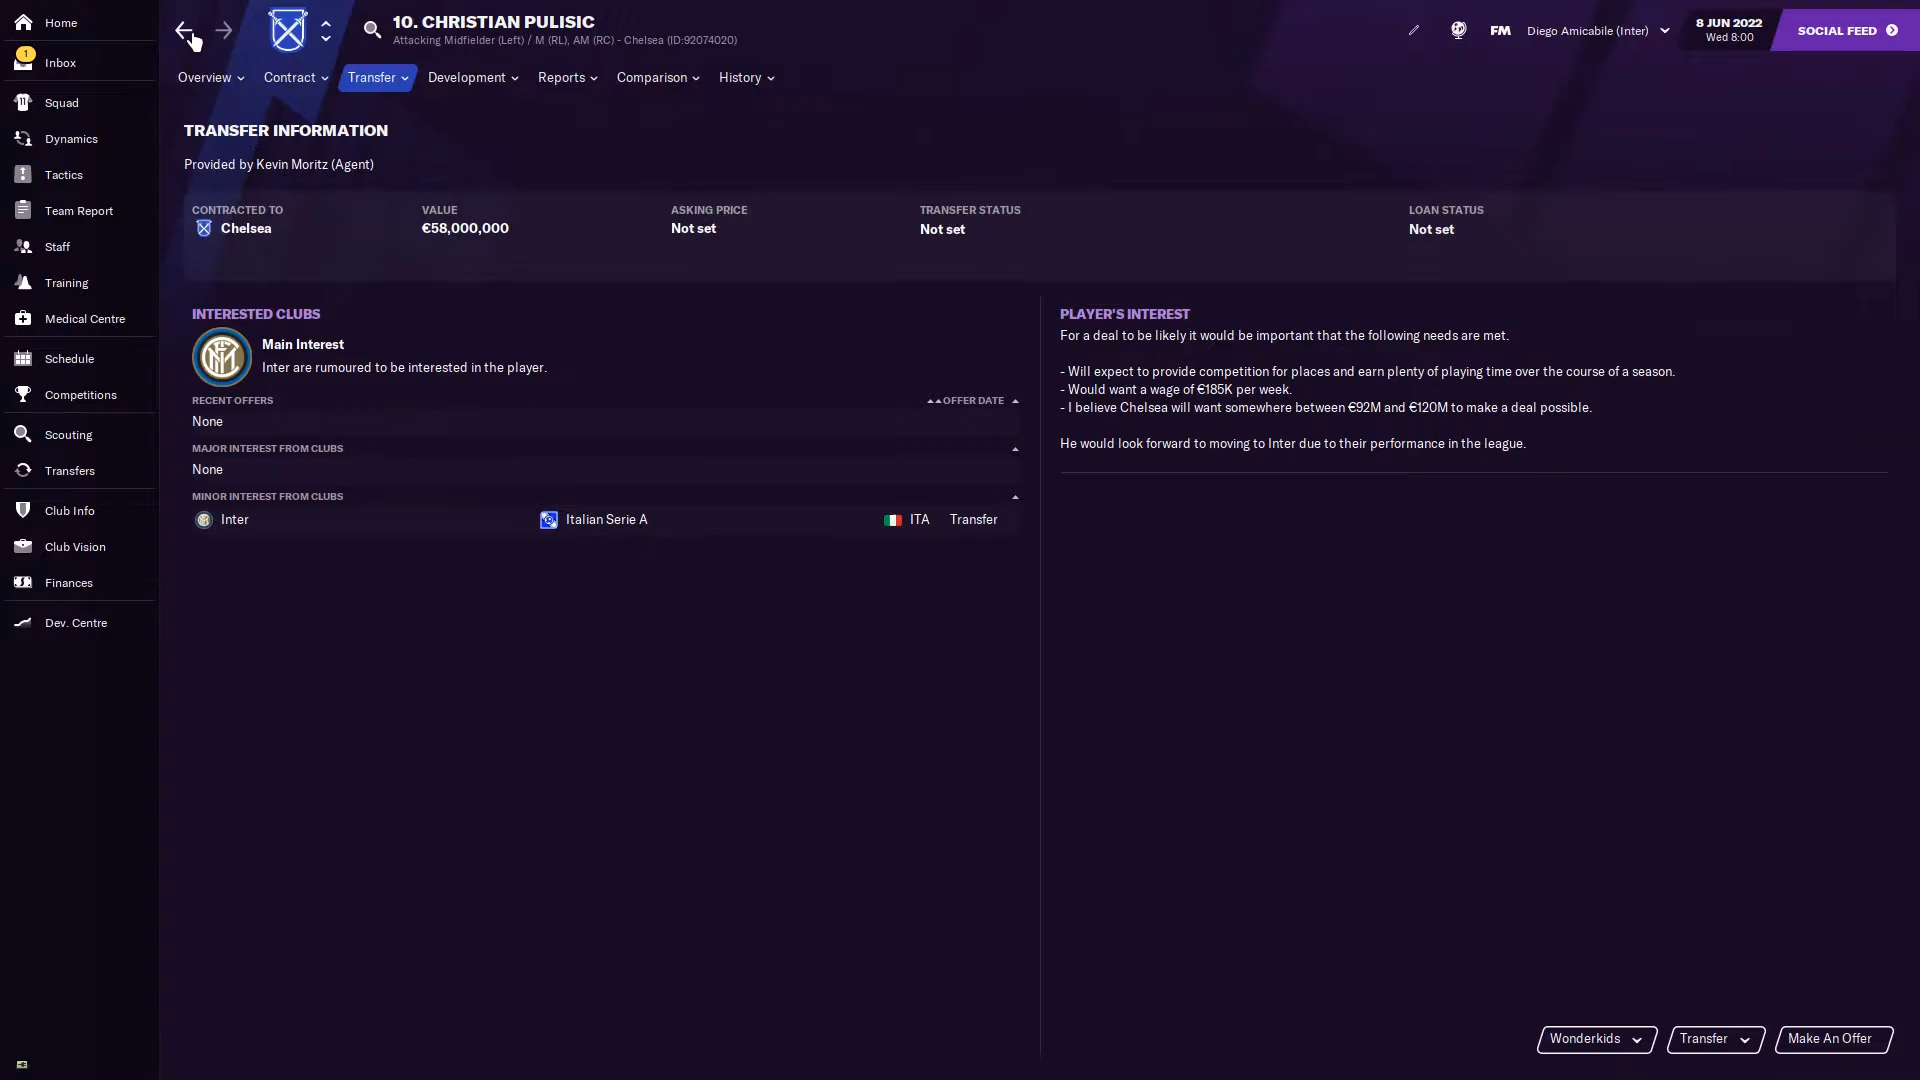 Home
1
Inbox
11
Squad
Dynamics
Tactics
Team Report
Staff
Training
Medical Centre
Schedule
Competitions
Scouting
Transfers
Club Info
Club Vision
Finances
Dev. Centre
10. CHRISTIAN PULISIC
Attacking Midfielder (Left) / M (RL), AM (RC) - Chelsea (ID:92074020)
FM
Diego Amicabile (Inter)
8 JUN 2022
Wed 8:00
SOCIAL FEED
Overview
Contract
Transfer
Development
Reports
Comparison
History
TRANSFER INFORMATION
Provided by Kevin Moritz (Agent)
CONTRACTED TO
Chelsea
VALUE
€58,000,000
ASKING PRICE
Not set
TRANSFER STATUS
Not set
LOAN STATUS
Not set
INTERESTED CLUBS
Main Interest
Inter are rumoured to be interested in the player.
RECENT OFFERS
OFFER DATE
None
MAJOR INTEREST FROM CLUBS
None
MINOR INTEREST FROM CLUBS
Inter
Italian Serie A
ITA
Transfer
PLAYER'S INTEREST
For a deal to be likely it would be important that the following needs are met.
- Will expect to provide competition for places and earn plenty of playing time over the course of a season.
- Would want a wage of €185K per week.
- I believe Chelsea will want somewhere between €92M and €120M to make a deal possible.
He would look forward to moving to Inter due to their performance in the league.
Wonderkids
Transfer
Make An Offer